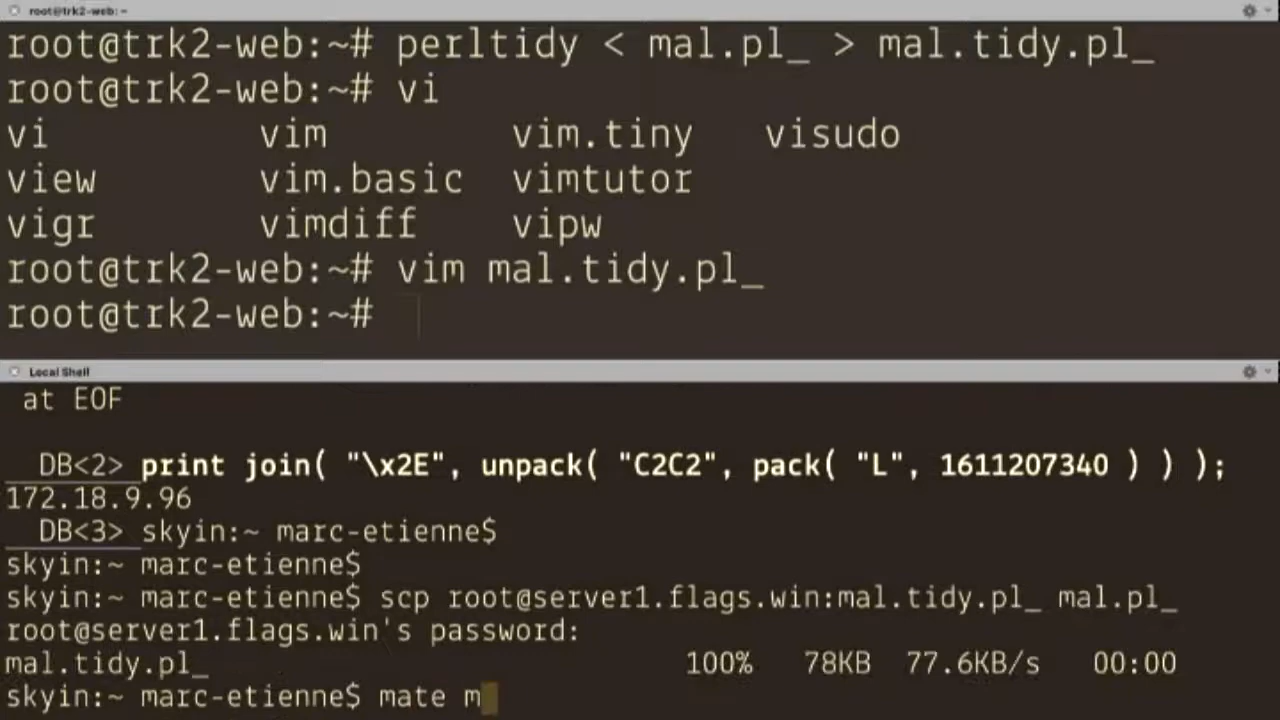 root@trk2-web: ~
root@trk2-web:~# perltidy < mal.pl_ > mal.tidy.pl_
root@trk2-web:~# vi
vi vim vim.tiny visudo
view vim.basic vimtutor
vigr vimdiff vipw
root@trk2-web:~# vim mal.tidy.pl_
root@trk2-web:~#
Local Shell
at EOF
DB<2> print join( "\x2E", unpack( "C2C2", pack( "L", 1611207340 ) ) );
172.18.9.96
DB<3> skyin:~ marc-etienne$
skyin:~ marc-etienne$
skyin:~ marc-etienne$ scp root@server1.flags.win:mal.tidy.pl_ mal.pl_
root@server1.flags.win's password:
mal.tidy.pl_ 100% 78KB 77.6KB/s 00:00
skyin:~ marc-etienne$ mate m